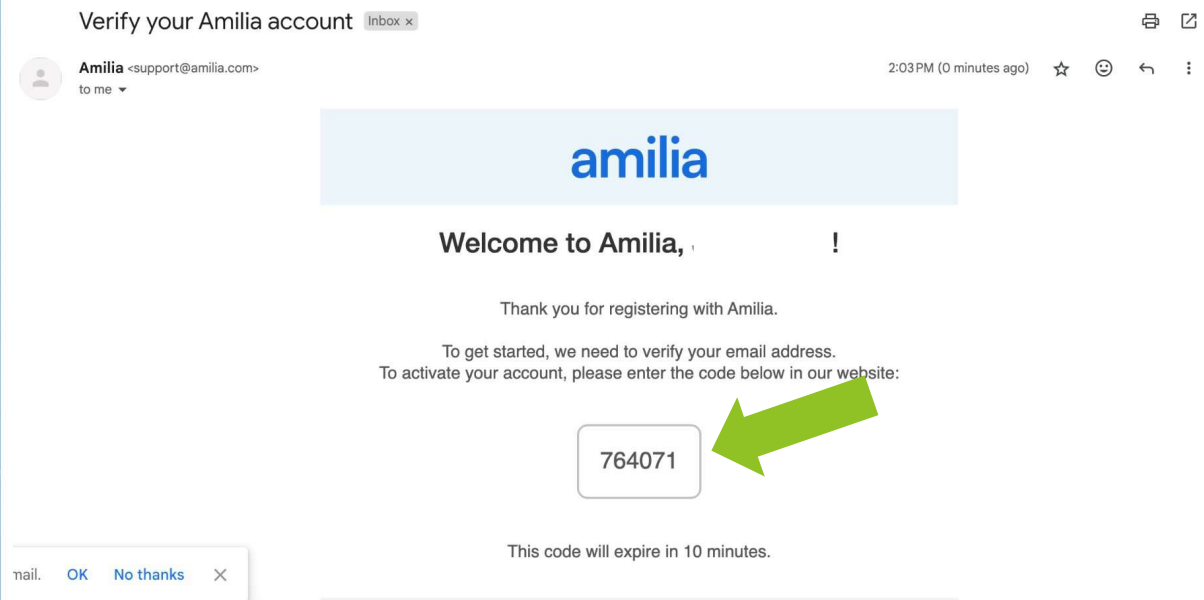 Verify your Amilia account Inbox ×
Amilia <support@amilia.com> 2:03 PM (0 minutes ago)
to me
amilia
Welcome to Amilia, !
Thank you for registering with Amilia.
To get started, we need to verify your email address.
To activate your account, please enter the code below in our website:
764071
This code will expire in 10 minutes.
OK No thanks